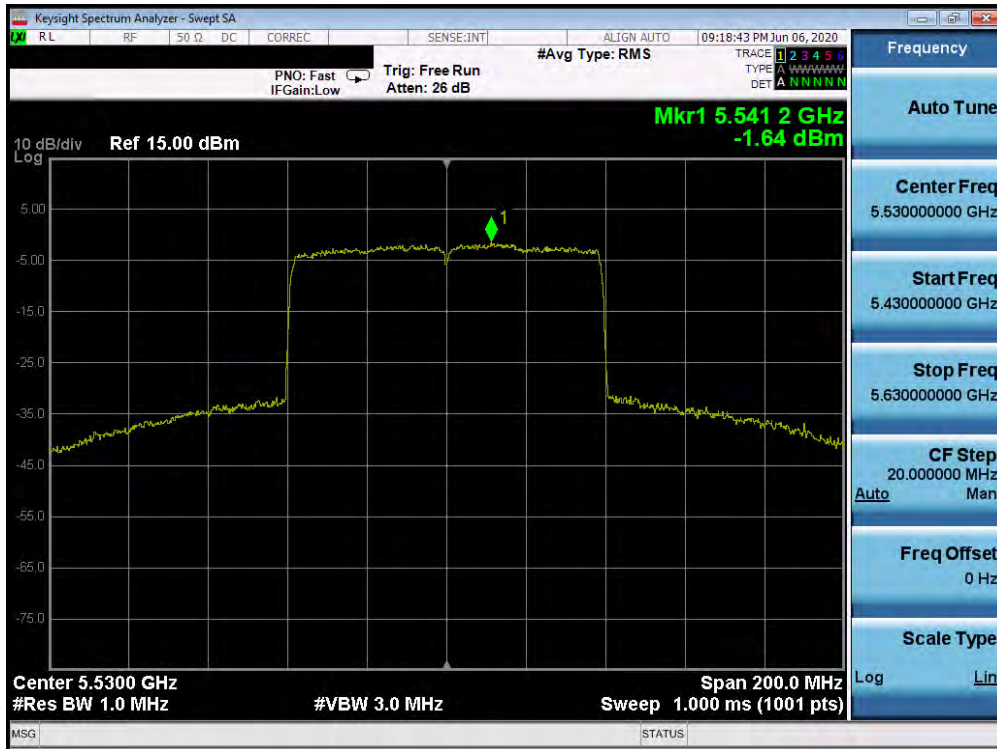 Keysight Spectrum Analyzer - Swept SA
LXI RL RF 50 Ω DC CORREC SENSE:INT ALIGN AUTO 09:18:43 PM Jun 06, 2020
Frequency
#Avg Type: RMS
TRACE 1 2 3 4 5 6
PNO: Fast Trig: Free Run TYPE A WWWWW
IFGain:Low Atten: 26 dB DET A N N N N N
Auto Tune
Mkr1 5.541 2 GHz
-1.64 dBm
10 dB/div Ref 15.00 dBm
Log
Center Freq
5.530000000 GHz
5.00
1
-5.00
Start Freq
5.430000000 GHz
-15.0
-25.0
Stop Freq
5.630000000 GHz
-35.0
CF Step
20.000000 MHz
Auto Man
-45.0
-55.0
Freq Offset
0 Hz
-65.0
-75.0
Scale Type
Log Lin
Center 5.5300 GHz Span 200.0 MHz
#Res BW 1.0 MHz #VBW 3.0 MHz Sweep 1.000 ms (1001 pts)
MSG STATUS